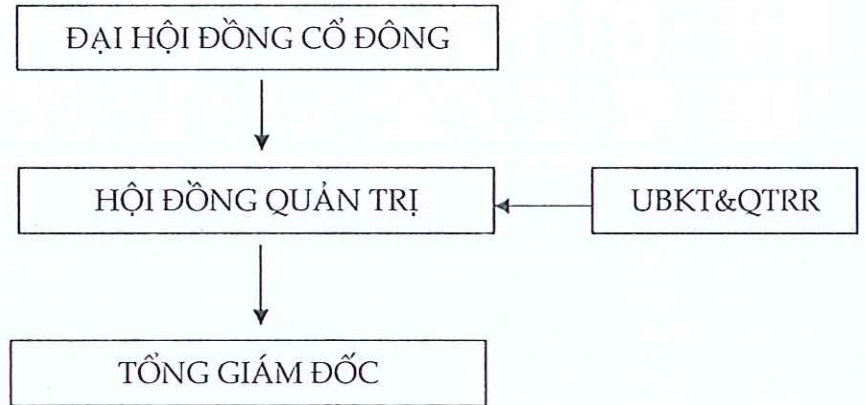 ĐẠI HỘI ĐỒNG CỔ ĐÔNG
HỘI ĐỒNG QUẢN TRỊ
UBKT&QTRR
TỔNG GIÁM ĐỐC